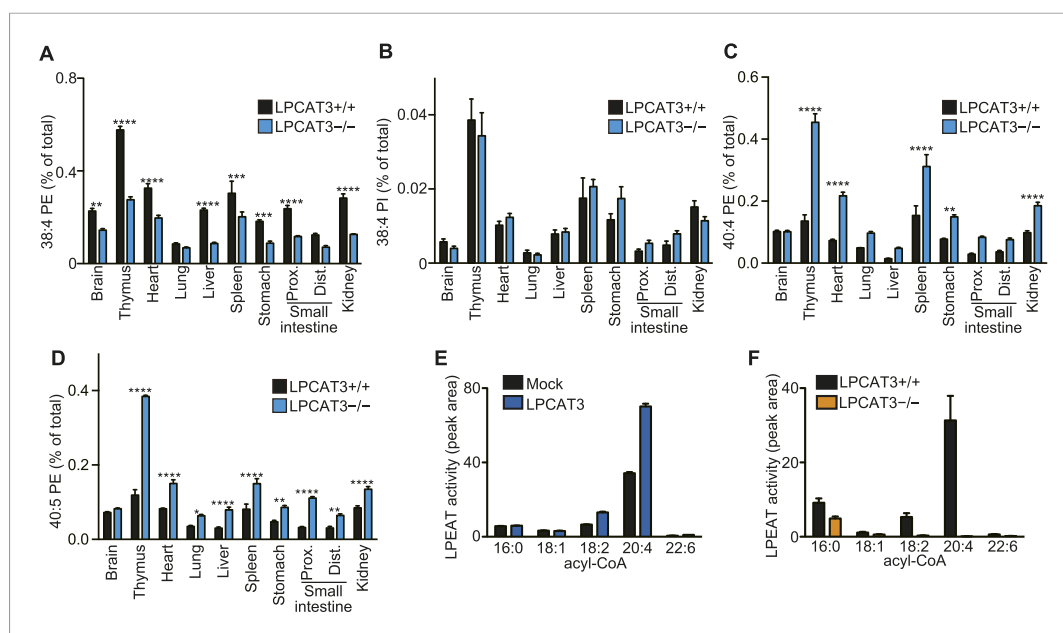 A
38:4 PE (% of total)
0.8
0.4
0.0
LPCAT3+/+
LPCAT3−/−
**
****
****
****
***
***
****
****
Brain
Thymus
Heart
Lung
Liver
Spleen
Stomach
Prox.
Dist.
Small
intestine
Kidney
B
38:4 PI (% of total)
0.04
0.02
0.00
LPCAT3+/+
LPCAT3−/−
Brain
Thymus
Heart
Lung
Liver
Spleen
Stomach
Prox.
Dist.
Small
intestine
Kidney
C
40:4 PE (% of total)
0.6
0.4
0.2
0.0
LPCAT3+/+
LPCAT3−/−
****
****
****
**
****
Brain
Thymus
Heart
Lung
Liver
Spleen
Stomach
Prox.
Dist.
Small
intestine
Kidney
D
40:5 PE (% of total)
0.4
0.2
0.0
LPCAT3+/+
LPCAT3−/−
****
****
*
****
****
**
****
**
****
Brain
Thymus
Heart
Lung
Liver
Spleen
Stomach
Prox.
Dist.
Small
intestine
Kidney
E
LPEAT activity (peak area)
80
40
0
Mock
LPCAT3
16:0 18:1 18:2 20:4 22:6
acyl-CoA
F
LPEAT activity (peak area)
40
20
0
LPCAT3+/+
LPCAT3−/−
16:0 18:1 18:2 20:4 22:6
acyl-CoA